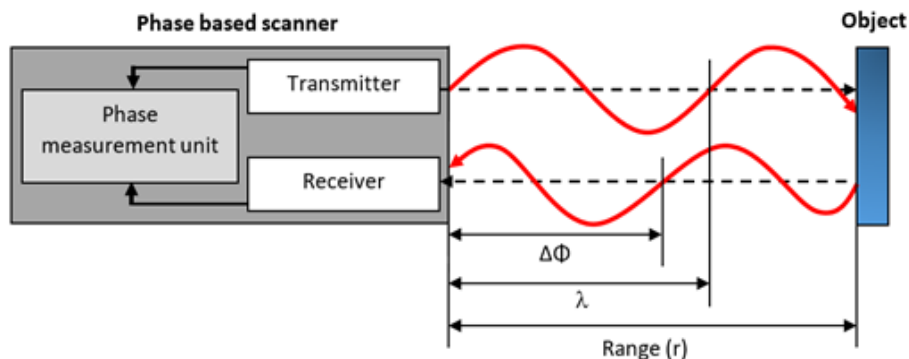 Phase based scanner
Object
Transmitter
Phase
measurement unit
Receiver
ΔΦ
λ
Range (r)